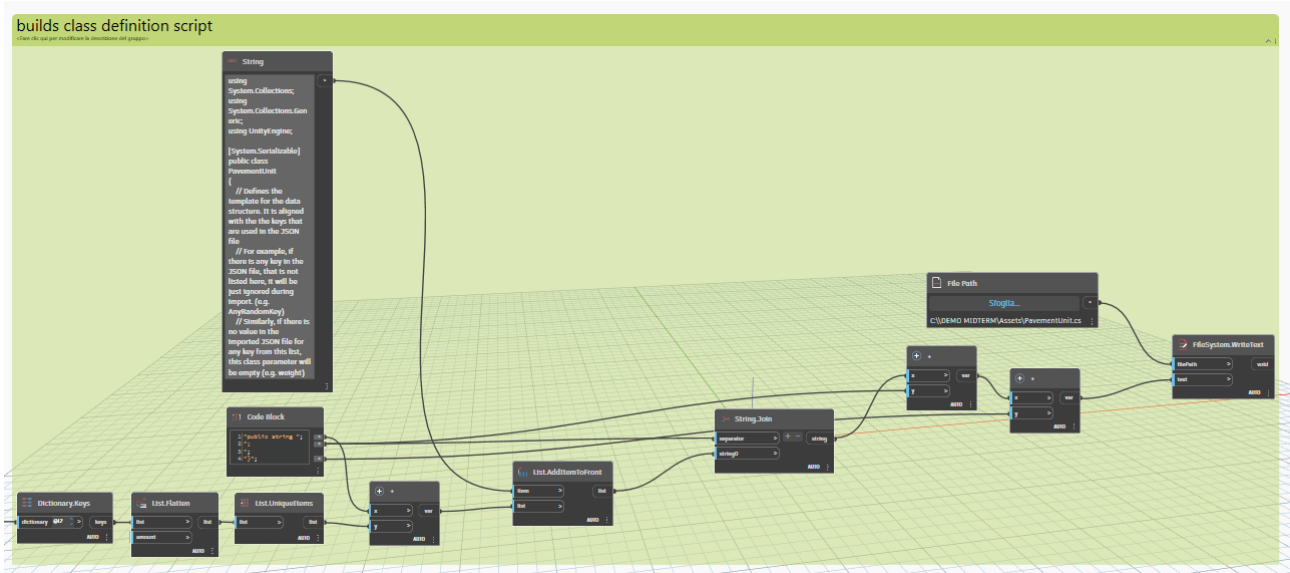 builds class definition script
<Fare clic qui per modificare la descrizione del gruppo>
String
using
System.Collections;
using
System.Collections.Gen
eric;
using UnityEngine;
[System.Serializable]
public class
PavementUnit
{
// Defines the
template for the data
structure. It is aligned
with the the keys that
are used in the JSON
file
// For example, if
there is any key in the
JSON file, that is not
listed here, it will be
just ignored during
import. (e.g.
AnyRandomKey)
// Similarly, if there is
no value in the
imported JSON file for
any key from this list,
this class parameter will
be empty (e.g. weight)
File Path
Sfoglia...
C:\\DEMO MIDTERM\Assets\PavementUnit.cs
FileSystem.WriteText
filePath > void
text >
AUTO
+
x > var
y >
AUTO
+
x > var
y >
AUTO
Code Block
1 "public string ";
2 ";
3 ";
4 "}";
String.Join
separator > + − string
string0 >
AUTO
List.AddItemToFront
item > list
list >
AUTO
Dictionary.Keys
dictionary @L2 > keys
AUTO
List.Flatten
list > list
amount >
AUTO
List.UniqueItems
list > list
AUTO
+
x > var
y >
AUTO